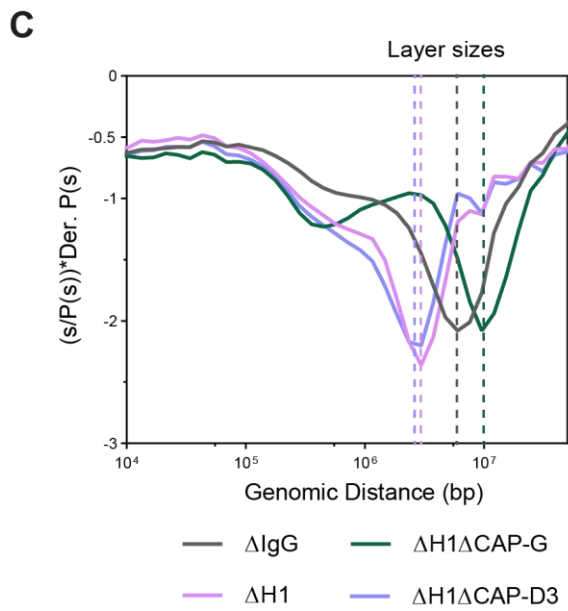 C
Layer sizes
0
-0.5
-1
-2
-3
(s/P(s))*Der. P(s)
10⁴
10⁵
10⁶
10⁷
Genomic Distance (bp)
ΔIgG
ΔH1ΔCAP-G
ΔH1
ΔH1ΔCAP-D3